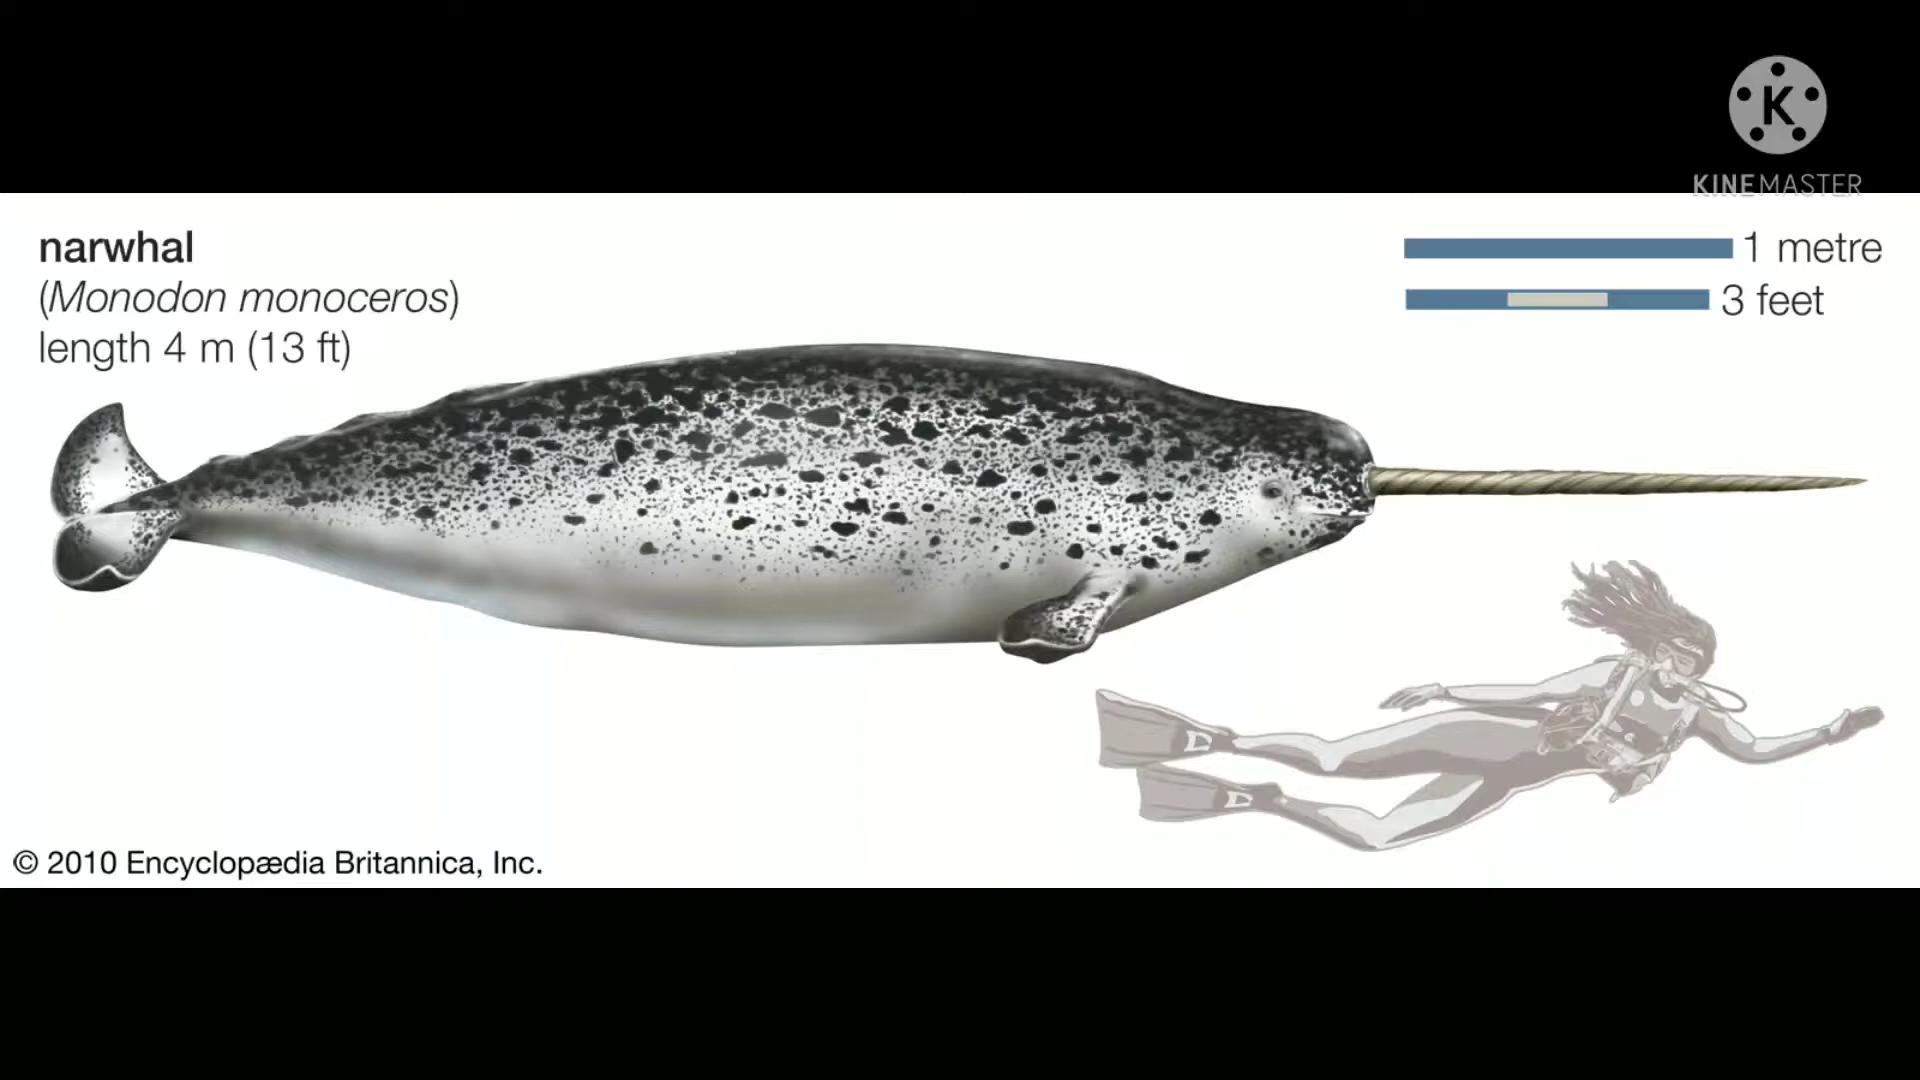 K
KINEMASTER
narwhal
(Monodon monoceros)
length 4 m (13 ft)
1 metre
3 feet
© 2010 Encyclopædia Britannica, Inc.